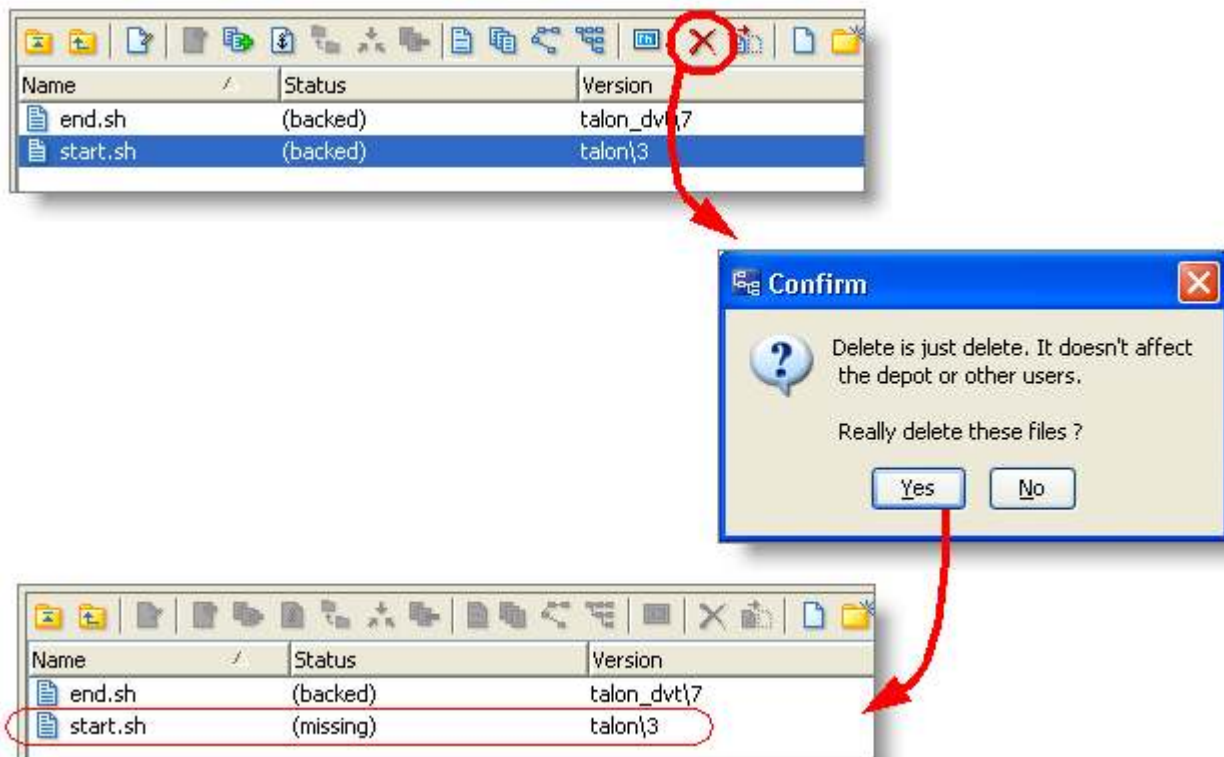 Name Status Version
end.sh (backed) talon_dvt\7
start.sh (backed) talon\3
Confirm
Delete is just delete. It doesn't affect
the depot or other users.
Really delete these files ?
Yes No
Name Status Version
end.sh (backed) talon_dvt\7
start.sh (missing) talon\3